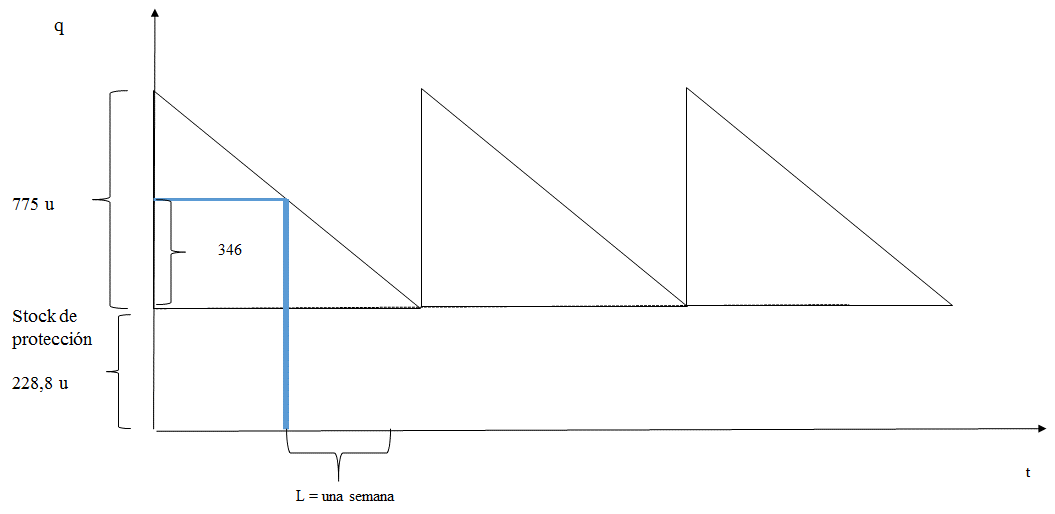 q
775 u
346
Stock de
protección
228,8 u
t
L = una semana